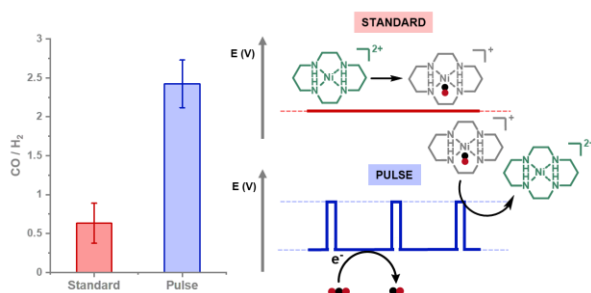 CO / H2
3
2.5
2
1.5
1
0.5
0
Standard
Pulse
STANDARD
E (V)
2+
N N
H H
Ni
H H
N N
+
N N
H H
Ni
H H
N N
PULSE
E (V)
e-
+
N N
H H
Ni
H H
N N
2+
N N
H H
Ni
H H
N N